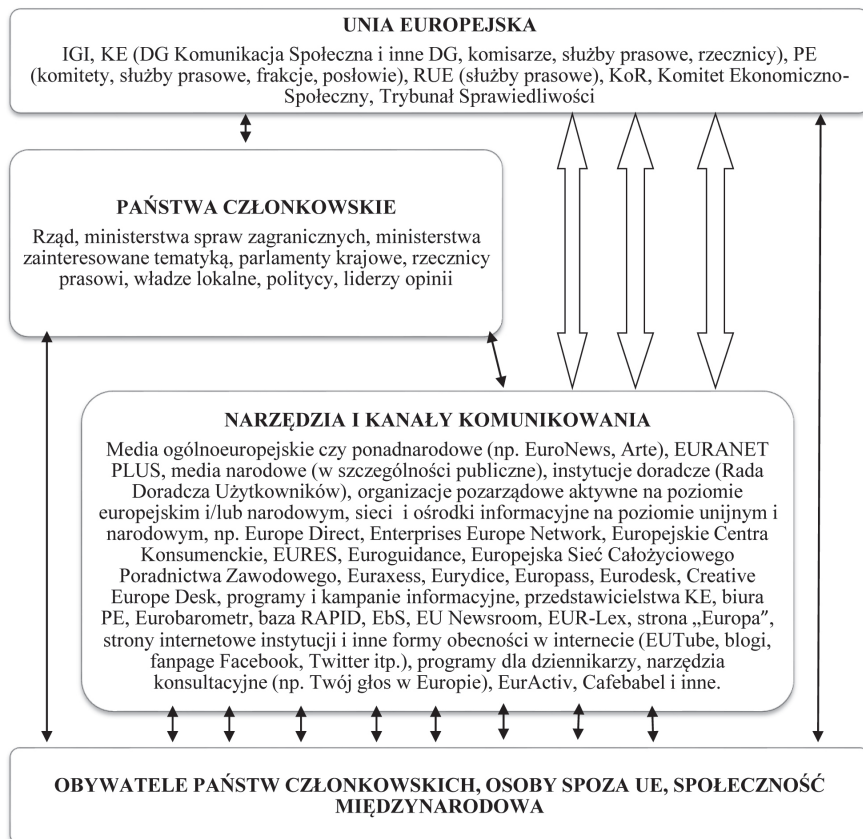 UNIA EUROPEJSKA
IGI, KE (DG Komunikacja Społeczna i inne DG, komisarze, służby prasowe, rzecznicy), PE
(komitety, służby prasowe, frakcje, posłowie), RUE (służby prasowe), KoR, Komitet Ekonomiczno-
Społeczny, Trybunał Sprawiedliwości
PAŃSTWA CZŁONKOWSKIE
Rząd, ministerstwa spraw zagranicznych, ministerstwa
zainteresowane tematyką, parlamenty krajowe, rzecznicy
prasowi, władze lokalne, politycy, liderzy opinii
NARZĘDZIA I KANAŁY KOMUNIKOWANIA
Media ogólnoeuropejskie czy ponadnarodowe (np. EuroNews, Arte), EURANET
PLUS, media narodowe (w szczególności publiczne), instytucje doradcze (Rada
Doradcza Użytkowników), organizacje pozarządowe aktywne na poziomie
europejskim i/lub narodowym, sieci i ośrodki informacyjne na poziomie unijnym i
narodowym, np. Europe Direct, Enterprises Europe Network, Europejskie Centra
Konsumenckie, EURES, Euroguidance, Europejska Sieć Całożyciowego
Poradnictwa Zawodowego, Euraxess, Eurydice, Europass, Eurodesk, Creative
Europe Desk, programy i kampanie informacyjne, przedstawicielstwa KE, biura
PE, Eurobarometr, baza RAPID, EbS, EU Newsroom, EUR-Lex, strona „Europa”,
strony internetowe instytucji i inne formy obecności w internecie (EUTube, blogi,
fanpage Facebook, Twitter itp.), programy dla dziennikarzy, narzędzia
konsultacyjne (np. Twój głos w Europie), EurActiv, Cafebabel i inne.
OBYWATELE PAŃSTW CZŁONKOWSKICH, OSOBY SPOZA UE, SPOŁECZNOŚĆ
MIĘDZYNARODOWA